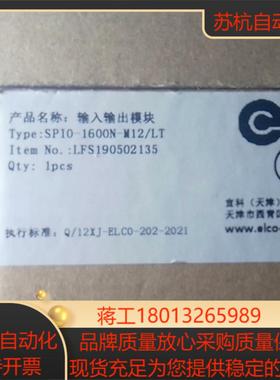 苏杭自动
产品名称：输入输出模块
Type:SPIO-1600N-M12/LT
Item No.:LFS190502135
Qty: 1pcs
宜科（天津
天津市西青
www.elco-
执行标准：Q/12XJ-ELCO-202-2021
蒋工18013265989
自动化
品牌质量放心采购质量保
开票
现货充足为您提供稳定的